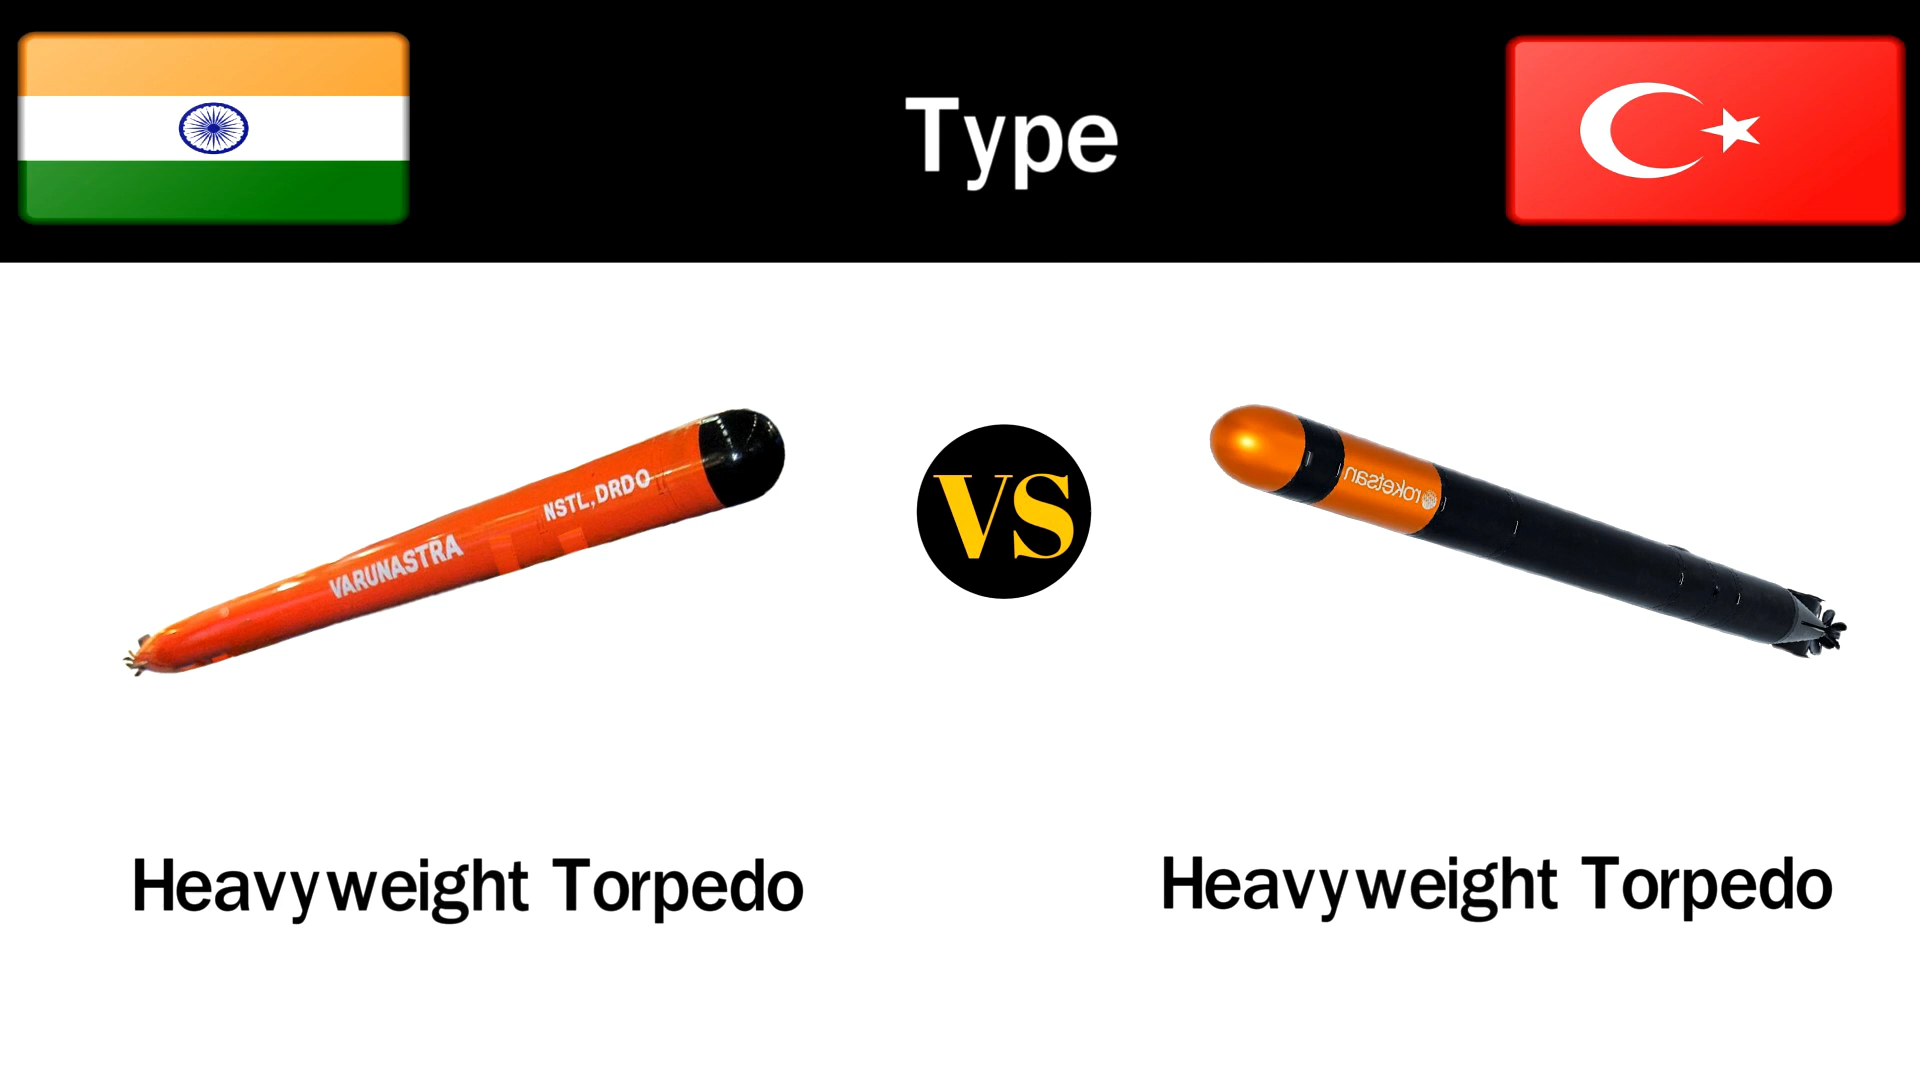 Type
VARUNASTRA
NSTL,DRDO
VS
roketsan
Heavyweight Torpedo
Heavyweight Torpedo